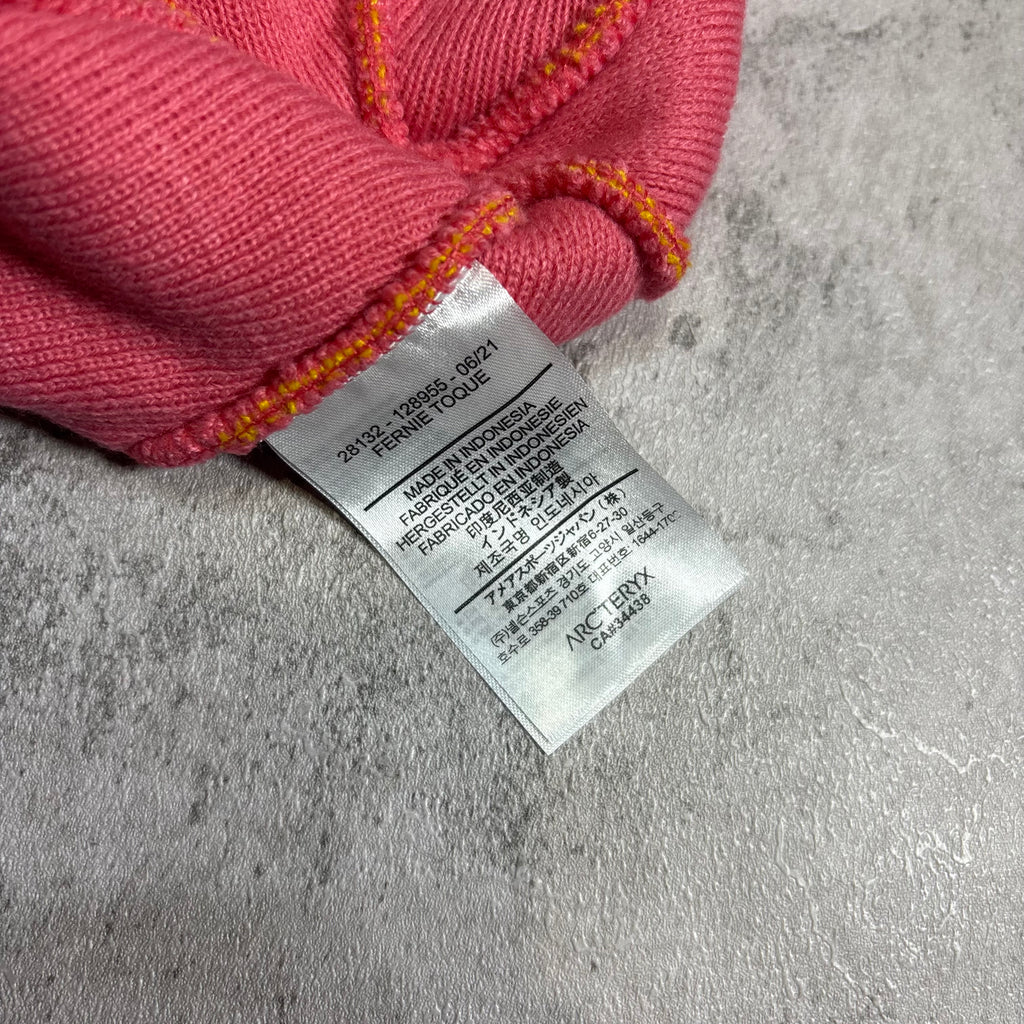 28132 - 128955 - 06/21
FERNIE TOQUE
MADE IN INDONESIA
FABRIQUÉ EN INDONESIE
HERGESTELLT IN INDONESIEN
FABRICADO EN INDONESIA
印度尼西亚制造
インドネシア製
제조국명 인도네시아
アメアスポーツジャパン（株）
東京都新宿区新宿6-27-30
(주)넬슨스포츠 경기도 고양시 일산동구
호수로 358-39 710호 대표번호 1644-170
ARC'TERYX
CA#34438